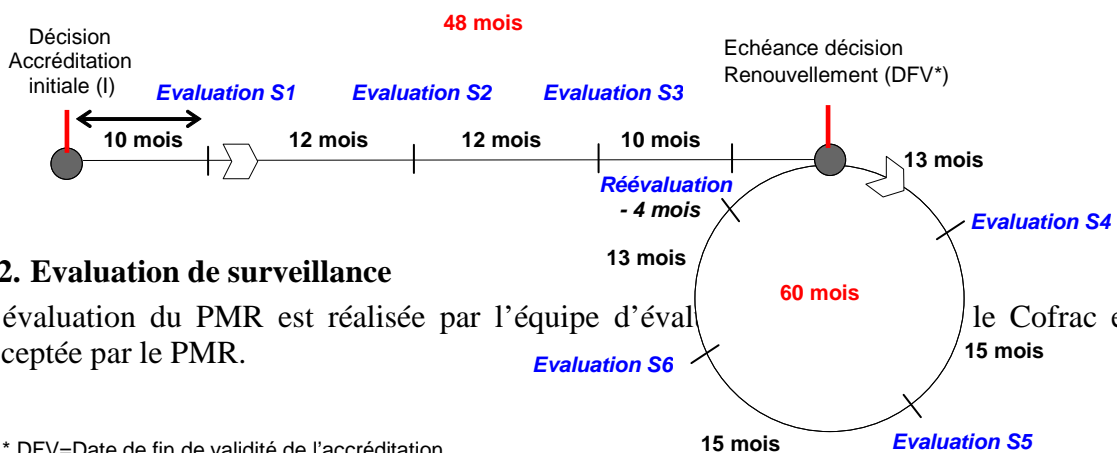 48 mois
Décision
Accréditation
initiale (I)
Echéance décision
Renouvellement (DFV*)
Evaluation S1 Evaluation S2 Evaluation S3
10 mois 12 mois 12 mois 10 mois
13 mois
Réévaluation
- 4 mois
Evaluation S4
13 mois
2. Evaluation de surveillance
60 mois
évaluation du PMR est réalisée par l'équipe le Cofrac
par le PMR.
15 mois
Evaluation S6
15 mois
Evaluation S5
* DFV=Date de fin de validité de l'accréditation